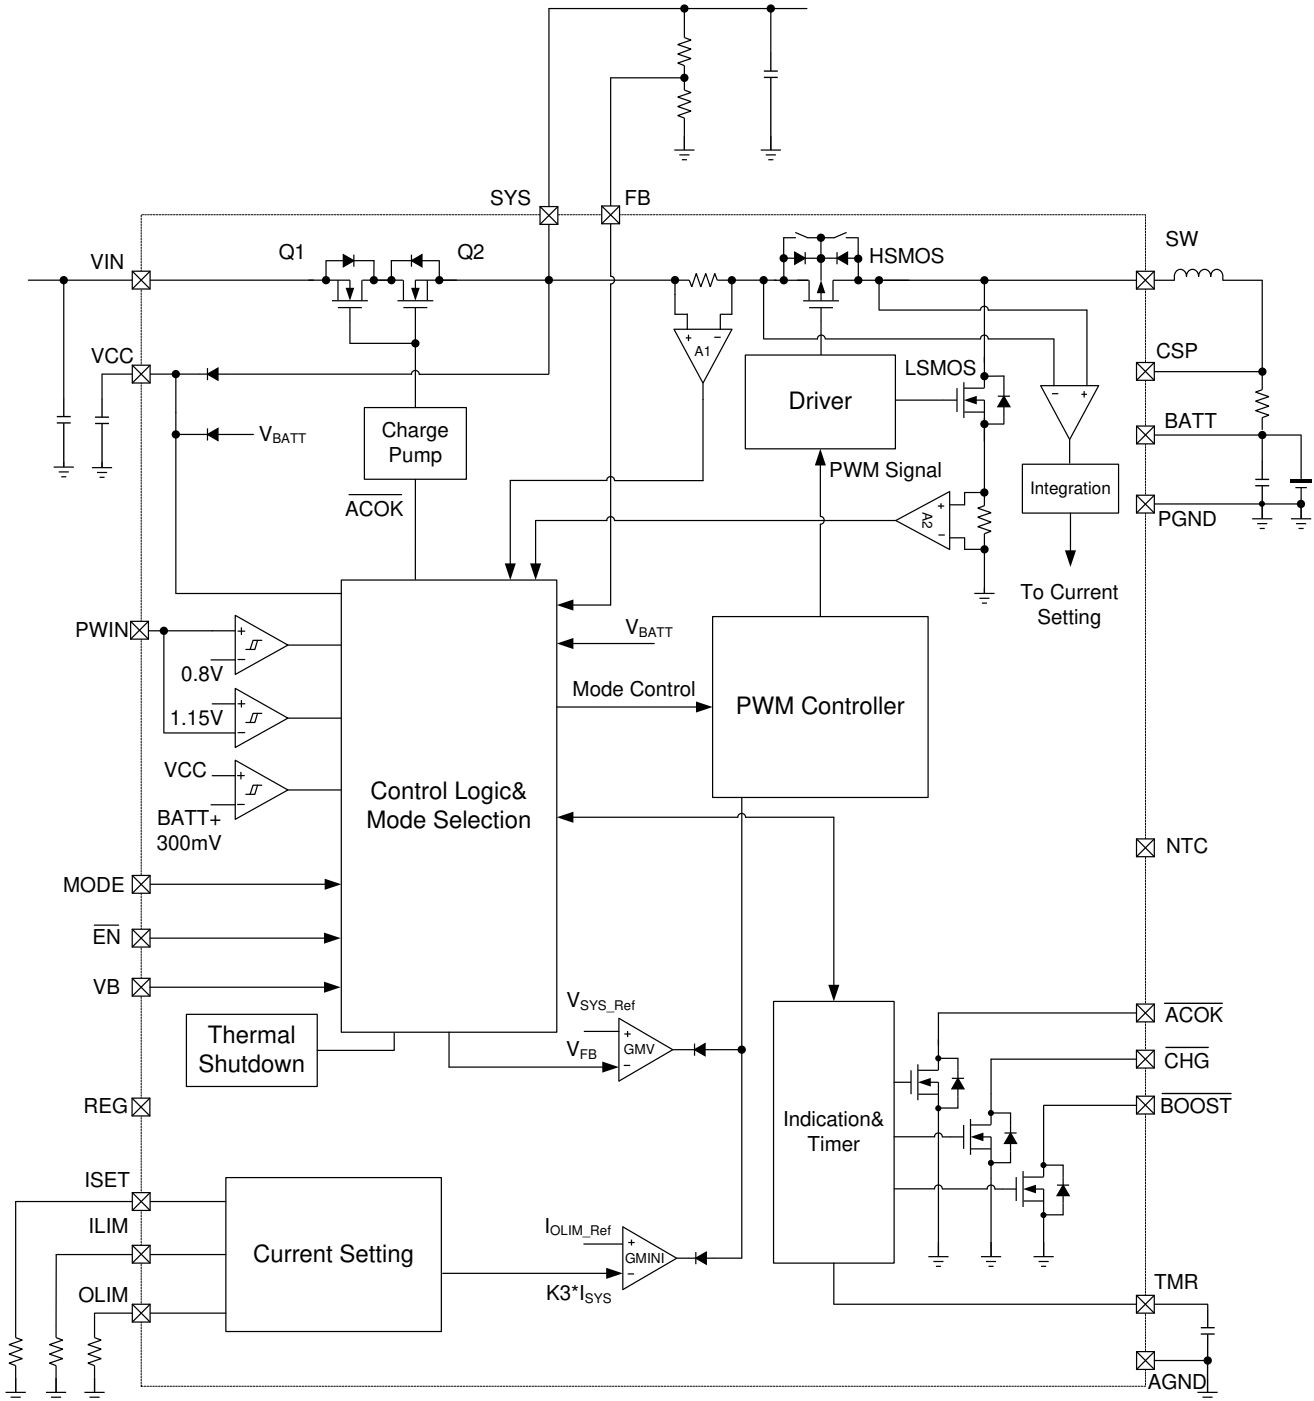 SYS
FB
SW
VIN
Q1
Q2
HSMOS
VCC
+ −
A1
LSMOS
CSP
Driver
− +
VBATT
BATT
Charge
Pump
PWM Signal
Integration
ACOK
+
A2
−
PGND
To Current
Setting
PWIN
+
−
0.8V
VBATT
1.15V
+
−
Mode Control
PWM Controller
VCC
+
−
BATT+
300mV
Control Logic&
Mode Selection
NTC
MODE
EN
VB
VSYS_Ref
+
GMV
VFB
−
Thermal
Shutdown
ACOK
CHG
BOOST
REG
Indication&
Timer
ISET
ILIM
OLIM
Current Setting
IOLIM_Ref
+
GMINI
−
K3*ISYS
TMR
AGND